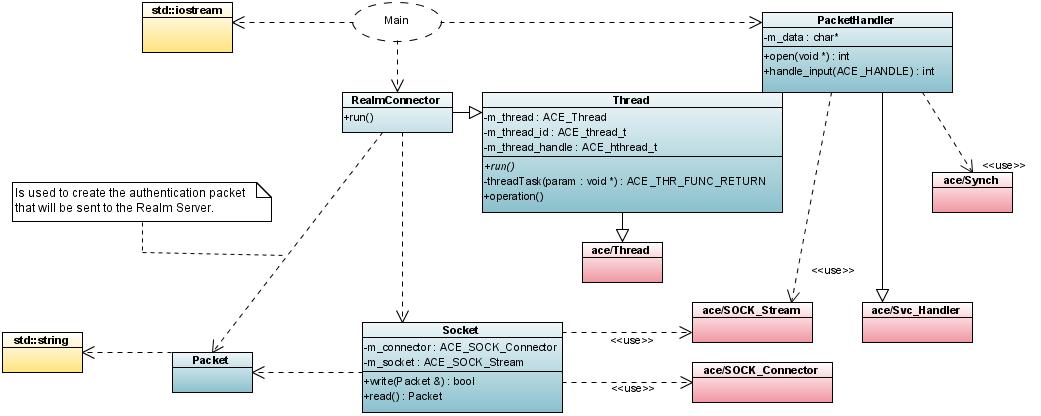 std::iostream
Main
PacketHandler
-m_data : char*
+open(void *) : int
+handle_input(ACE_HANDLE) : int
RealmConnector
+run()
Thread
-m_thread : ACE_Thread
-m_thread_id : ACE_thread_t
-m_thread_handle : ACE_hthread_t
+run()
-threadTask(param : void *) : ACE_THR_FUNC_RETURN
+operation()
<<use>>
ace/Synch
Is used to create the authentication packet
that will be sent to the Realm Server.
ace/Thread
<<use>>
ace/SOCK_Stream
ace/Svc_Handler
std::string
Packet
Socket
-m_connector : ACE_SOCK_Connector
-m_socket : ACE_SOCK_Stream
+write(Packet &) : bool
+read() : Packet
<<use>>
ace/SOCK_Connector
<<use>>